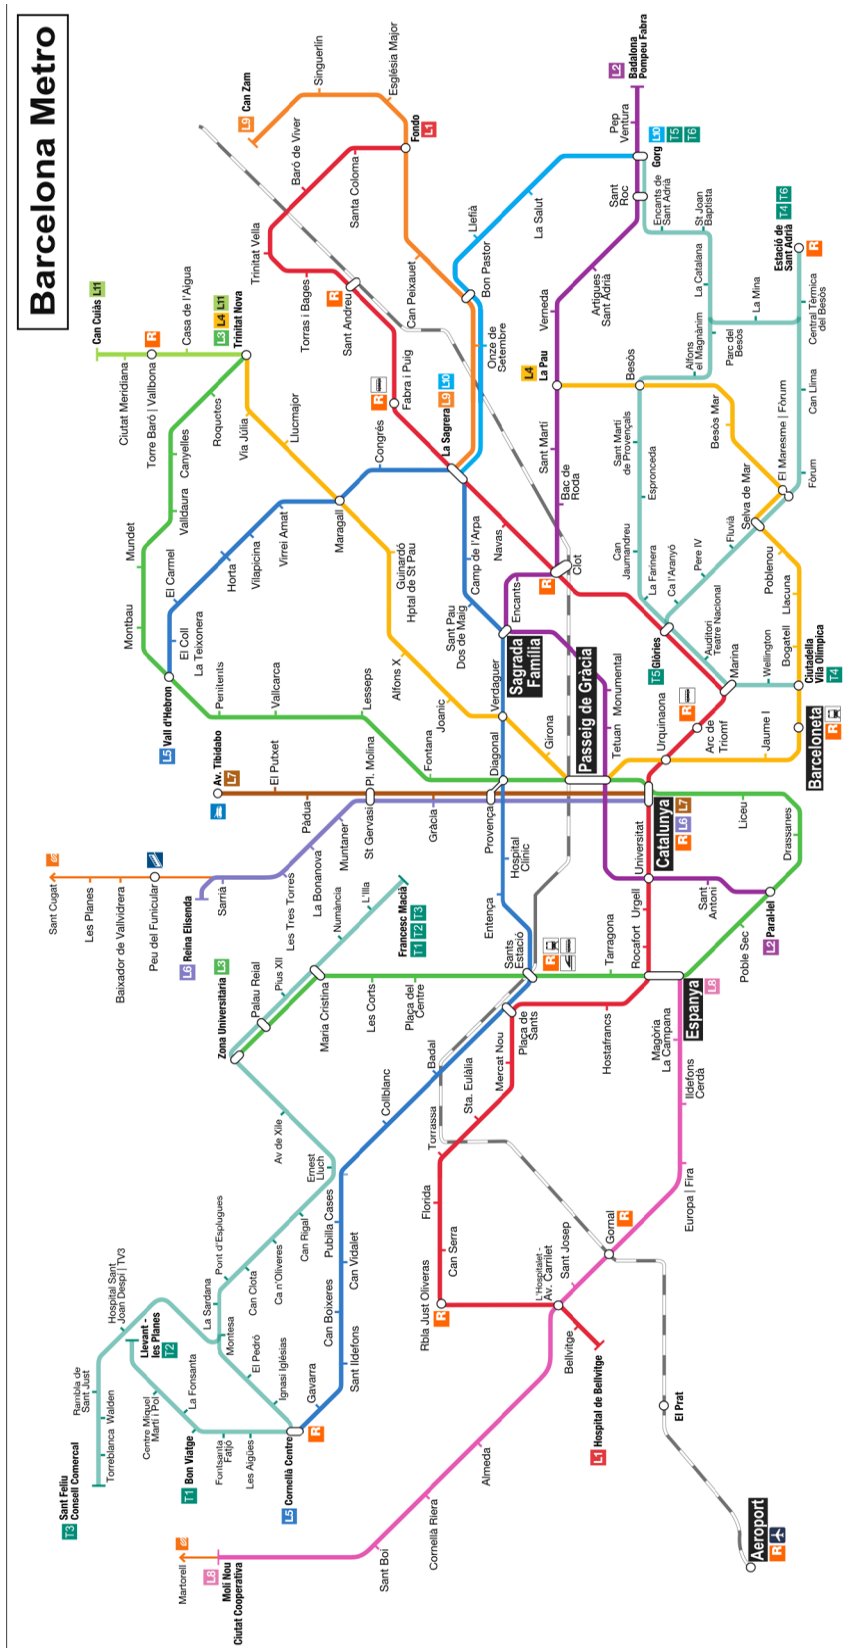 Barcelona Metro
L9 Can Zam
Singuerlin
Església Major
Fondo
L1
Baró de Viver
Santa Coloma
Trinitat Vella
Torras i Bages
Sant Andreu
R
Can Peixauet
Bon Pastor
Llefià
La Salut
Onze de
Setembre
L2
Badalona
Pompeu Fabra
Pep
Ventura
Gorg
L10
T5
T6
Sant
Roc
Encants de
Sant Adrià
St Joan
Baptista
Estació de
Sant Adrià
T4 T6
R
La Catalana
La Mina
Central Tèrmica
del Besòs
Parc del
Besòs
Alfons
el Magnànim
Can Llima
Artigues
Sant Adrià
Verneda
L4
La Pau
Besòs
Besòs Mar
El Maresme | Fòrum
Fòrum
Selva de Mar
Sant Martí
Bac de
Roda
Sant Martí
de Provençals
Espronceda
Can
Jaumandreu
La Farinera
Ca l'Aranyó
Pere IV
Fluvià
Poblenou
Llacuna
Bogatell
Can Cuiàs L11
Ciutat Meridiana
Torre Baró | Vallbona
R
Casa de l'Aigua
L3 L4 L11
Trinitat Nova
Roquetes
Via Júlia
Llucmajor
Canyelles
Valldaura
Mundet
Montbau
R
Fabra i Puig
La Sagrera L9 L10
Congrés
Maragall
Virrei Amat
Vilapicina
Horta
El Carmel
El Coll
La Teixonera
L5 Vall d'Hebron
Penitents
Vallcarca
Lesseps
Fontana
Guinardó
Hptal de St Pau
Alfons X
Joanic
Verdaguer
Girona
Camp de l'Arpa
Sant Pau
Dos de Maig
Navas
Encants
R
Clot
Sagrada
Família
Monumental
Tetuan
Passeig de Gràcia
T5 Glòries
Auditori
Teatre Nacional
Marina
Wellington
Ciutadella
Vila Olímpica
T4
R
Arc de
Triomf
Urquinaona
Jaume I
Barceloneta
R
Av. Tibidabo
L7
El Putxet
Pàdua
Pl. Molina
St Gervasi
Gràcia
Diagonal
Provença
Hospital
Clínic
Entença
Catalunya
R L6 L7
Liceu
Drassanes
Universitat
Urgell
Rocafort
Sant
Antoni
L2 Paral·lel
Poble Sec
Sant Cugat
Les Planes
Baixador de Vallvidrera
Peu del Funicular
L6 Reina Elisenda
Sarrià
Les Tres Torres
La Bonanova
Muntaner
L'Illa
Numància
Francesc Macià
T1 T2 T3
Zona Universitària L3
Palau Reial
Pius XII
Maria Cristina
Les Corts
Plaça del
Centre
Sants
Estació
R
Tarragona
Espanya
L8
Plaça de
Sants
Hostafrancs
Mercat Nou
Magòria
La Campana
Ildefons
Cerdà
Europa | Fira
Gornal
R
Sant Josep
L'Hospitalet -
Av. Carrilet
Badal
Collblanc
Sta. Eulàlia
Torrassa
Florida
Can Serra
Rbla Just Oliveras
R
Bellvitge
L1 Hospital de Bellvitge
Av de Xile
Ernest
Lluch
Can Rigal
Ca n'Oliveres
Can Clota
Pont d'Esplugues
La Sardana
Montesa
El Pedró
Ignasi Iglésias
Pubilla Cases
Can Vidalet
Can Boixeres
Sant Ildefons
Gavarra
L5 Cornellà Centre
R
Hospital Sant
Joan Despí | TV3
Llevant -
les Planes
T2
Rambla de
Sant Just
Walden
Torreblanca
T3
Sant Feliu
Consell Comercal
La Fonsanta
Centre Miquel
Martí i Pol
T1 Bon Viatge
Fontsanta
Fatjó
Les Aigües
Martorell
L8
Molí Nou
Ciutat Cooperativa
Sant Boi
Cornellà Riera
Almeda
El Prat
Aeroport
R